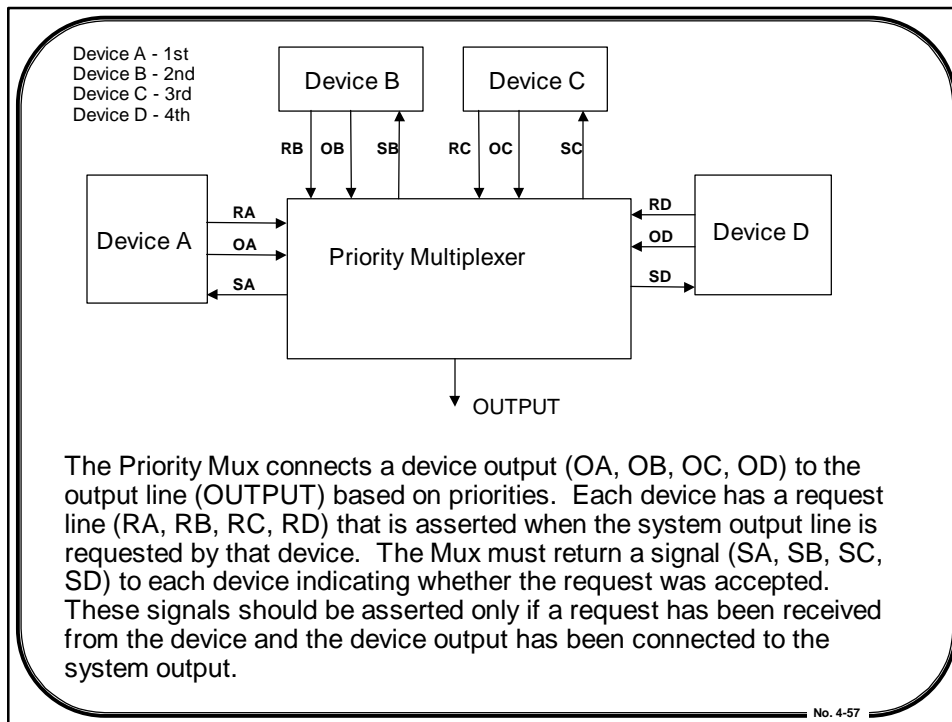 Device A - 1st
Device B - 2nd
Device C - 3rd
Device D - 4th
Device B
Device C
RB
OB
SB
RC
OC
SC
Device A
RA
OA
SA
Priority Multiplexer
RD
OD
SD
Device D
OUTPUT
The Priority Mux connects a device output (OA, OB, OC, OD) to the
output line (OUTPUT) based on priorities. Each device has a request
line (RA, RB, RC, RD) that is asserted when the system output line is
requested by that device. The Mux must return a signal (SA, SB, SC,
SD) to each device indicating whether the request was accepted.
These signals should be asserted only if a request has been received
from the device and the device output has been connected to the
system output.
No. 4-57